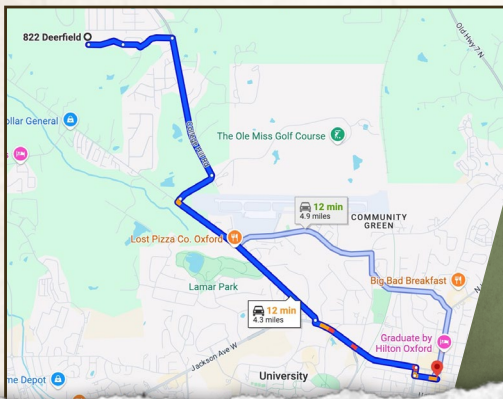 822 Deerfield
Old Hwy 7 N
ollar General
The Ole Miss Golf Course
12 min
4.9 miles
COMMUNITY
GREEN
Lost Pizza Co. Oxford
Big Bad Breakfast
Lamar Park
12 min
4.3 miles
Graduate by
Hilton Oxford
Jackson Ave W
University
me Depot